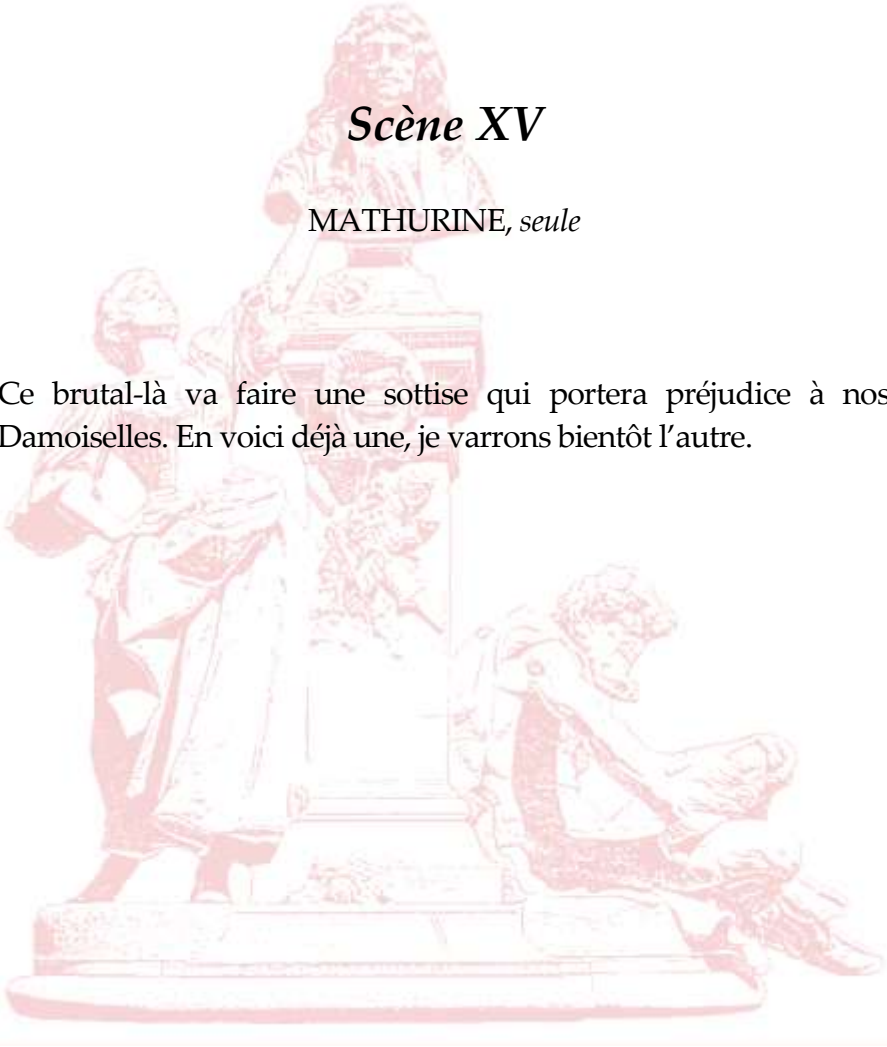 Scène XV
MATHURINE, seule
Ce brutal-là va faire une sottise qui portera préjudice à nos
Damoiselles. En voici déjà une, je varrons bientôt l’autre.